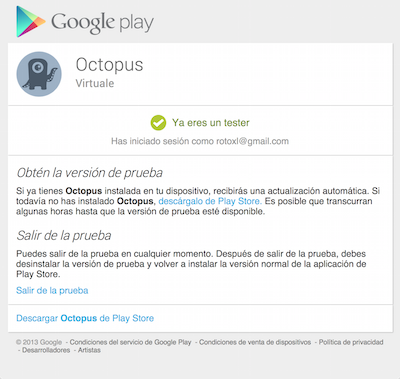 Google play
Octopus
Virtuale
Ya eres un tester
Has iniciado sesión como rotoxl@gmail.com
Obtén la versión de prueba
Si ya tienes Octopus instalada en tu dispositivo, recibirás una actualización automática. Si
todavía no has instalado Octopus, descárgalo de Play Store. Es posible que transcurran
algunas horas hasta que la versión de prueba esté disponible.
Salir de la prueba
Puedes salir de la prueba en cualquier momento. Después de salir de la prueba, debes
desinstalar la versión de prueba y volver a instalar la versión normal de la aplicación de
Play Store.
Salir de la prueba
Descargar Octopus de Play Store
© 2013 Google - Condiciones del servicio de Google Play - Condiciones de venta de dispositivos - Política de privacidad
- Desarrolladores - Artistas